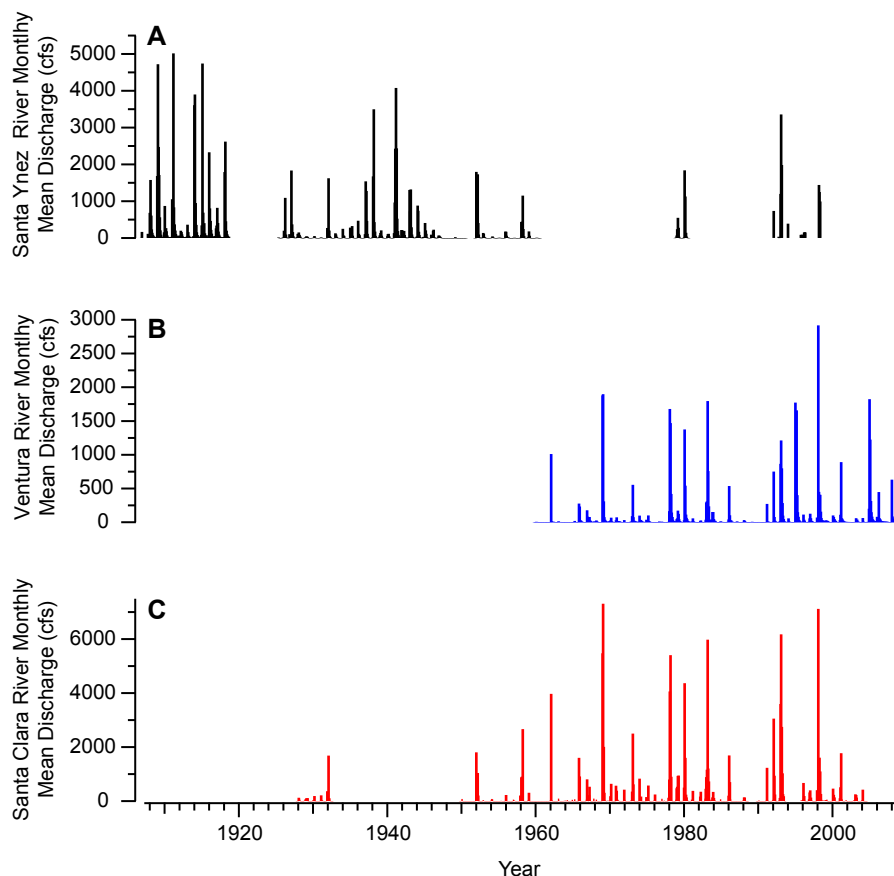 A
Santa Ynez River Montlhy
Mean Discharge (cfs)
5000
4000
3000
2000
1000
0
B
Ventura River Montlhy
Mean Discharge (cfs)
3000
2500
2000
1500
1000
500
0
C
Santa Clara River Monthly
Mean Discharge (cfs)
6000
4000
2000
0
1920 1940 1960 1980 2000
Year